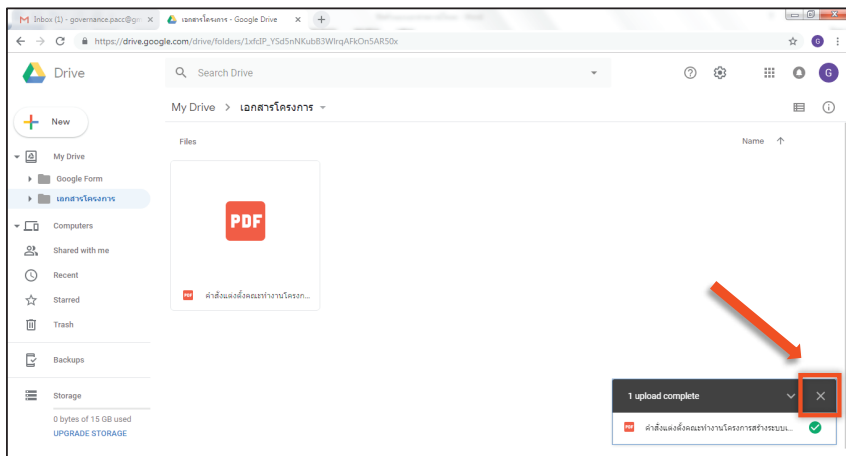 Inbox (1) - governance.pacc@gm
เอกสารโครงการ - Google Drive
https://drive.google.com/drive/folders/1xfcIP_YSd5nNKubB3WlrqAFkOn5AR50x
G
Drive
Search Drive
G
New
My Drive > เอกสารโครงการ
Files
Name
My Drive
Google Form
เอกสารโครงการ
Computers
Shared with me
Recent
Starred
Trash
Backups
Storage
0 bytes of 15 GB used
UPGRADE STORAGE
PDF
PDF คำสั่งแต่งตั้งคณะทำงานโครงก...
1 upload complete
PDF คำสั่งแต่งตั้งคณะทำงานโครงการสร้างระบบเ...